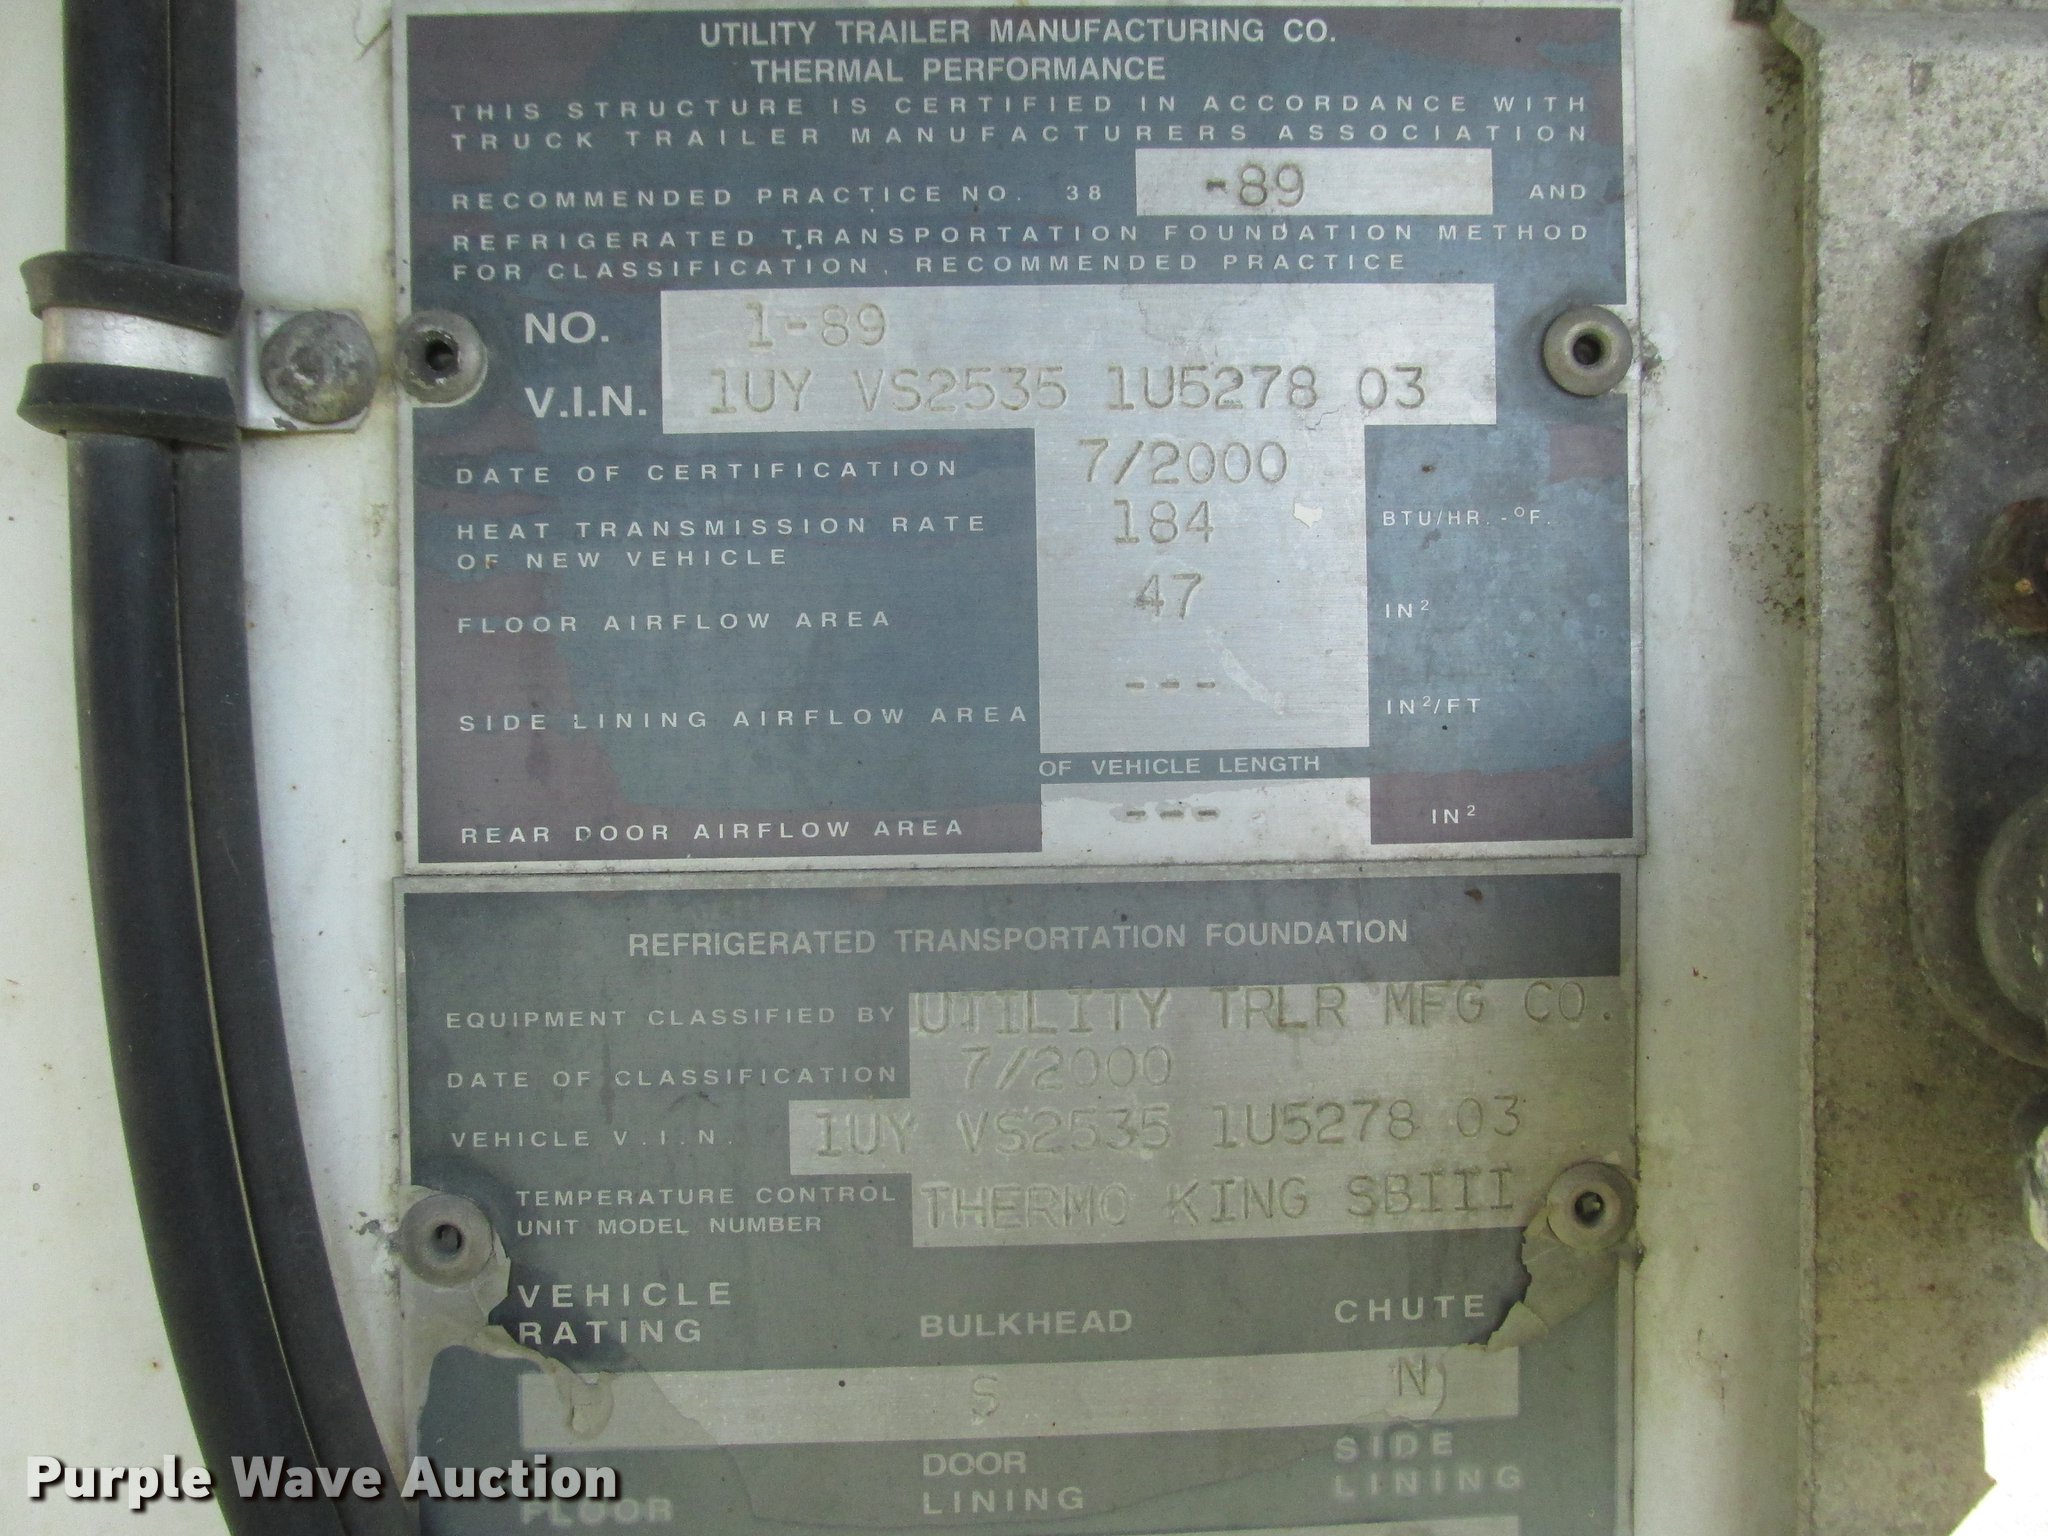 UTILITY TRAILER MANUFACTURING CO.
THERMAL PERFORMANCE
THIS STRUCTURE IS CERTIFIED IN ACCORDANCE WITH
TRUCK TRAILER MANUFACTURERS ASSOCIATION
RECOMMENDED PRACTICE NO. 38 -89 AND
REFRIGERATED TRANSPORTATION FOUNDATION METHOD
FOR CLASSIFICATION, RECOMMENDED PRACTICE
NO. 1-89
V.I.N. 1UY VS2535 1U5278 03
DATE OF CERTIFICATION 7/2000
HEAT TRANSMISSION RATE 184 BTU/HR.-°F.
OF NEW VEHICLE
FLOOR AIRFLOW AREA 47 IN²
SIDE LINING AIRFLOW AREA --- IN²/FT
OF VEHICLE LENGTH
REAR DOOR AIRFLOW AREA --- IN²
REFRIGERATED TRANSPORTATION FOUNDATION
EQUIPMENT CLASSIFIED BY UTILITY TRLR MFG CO.
DATE OF CLASSIFICATION 7/2000
VEHICLE V.I.N. 1UY VS2535 1U5278 03
TEMPERATURE CONTROL THERMO KING SBIII
UNIT MODEL NUMBER
VEHICLE
RATING BULKHEAD CHUTE
S N
FLOOR DOOR LINING SIDE LINING
Purple Wave Auction